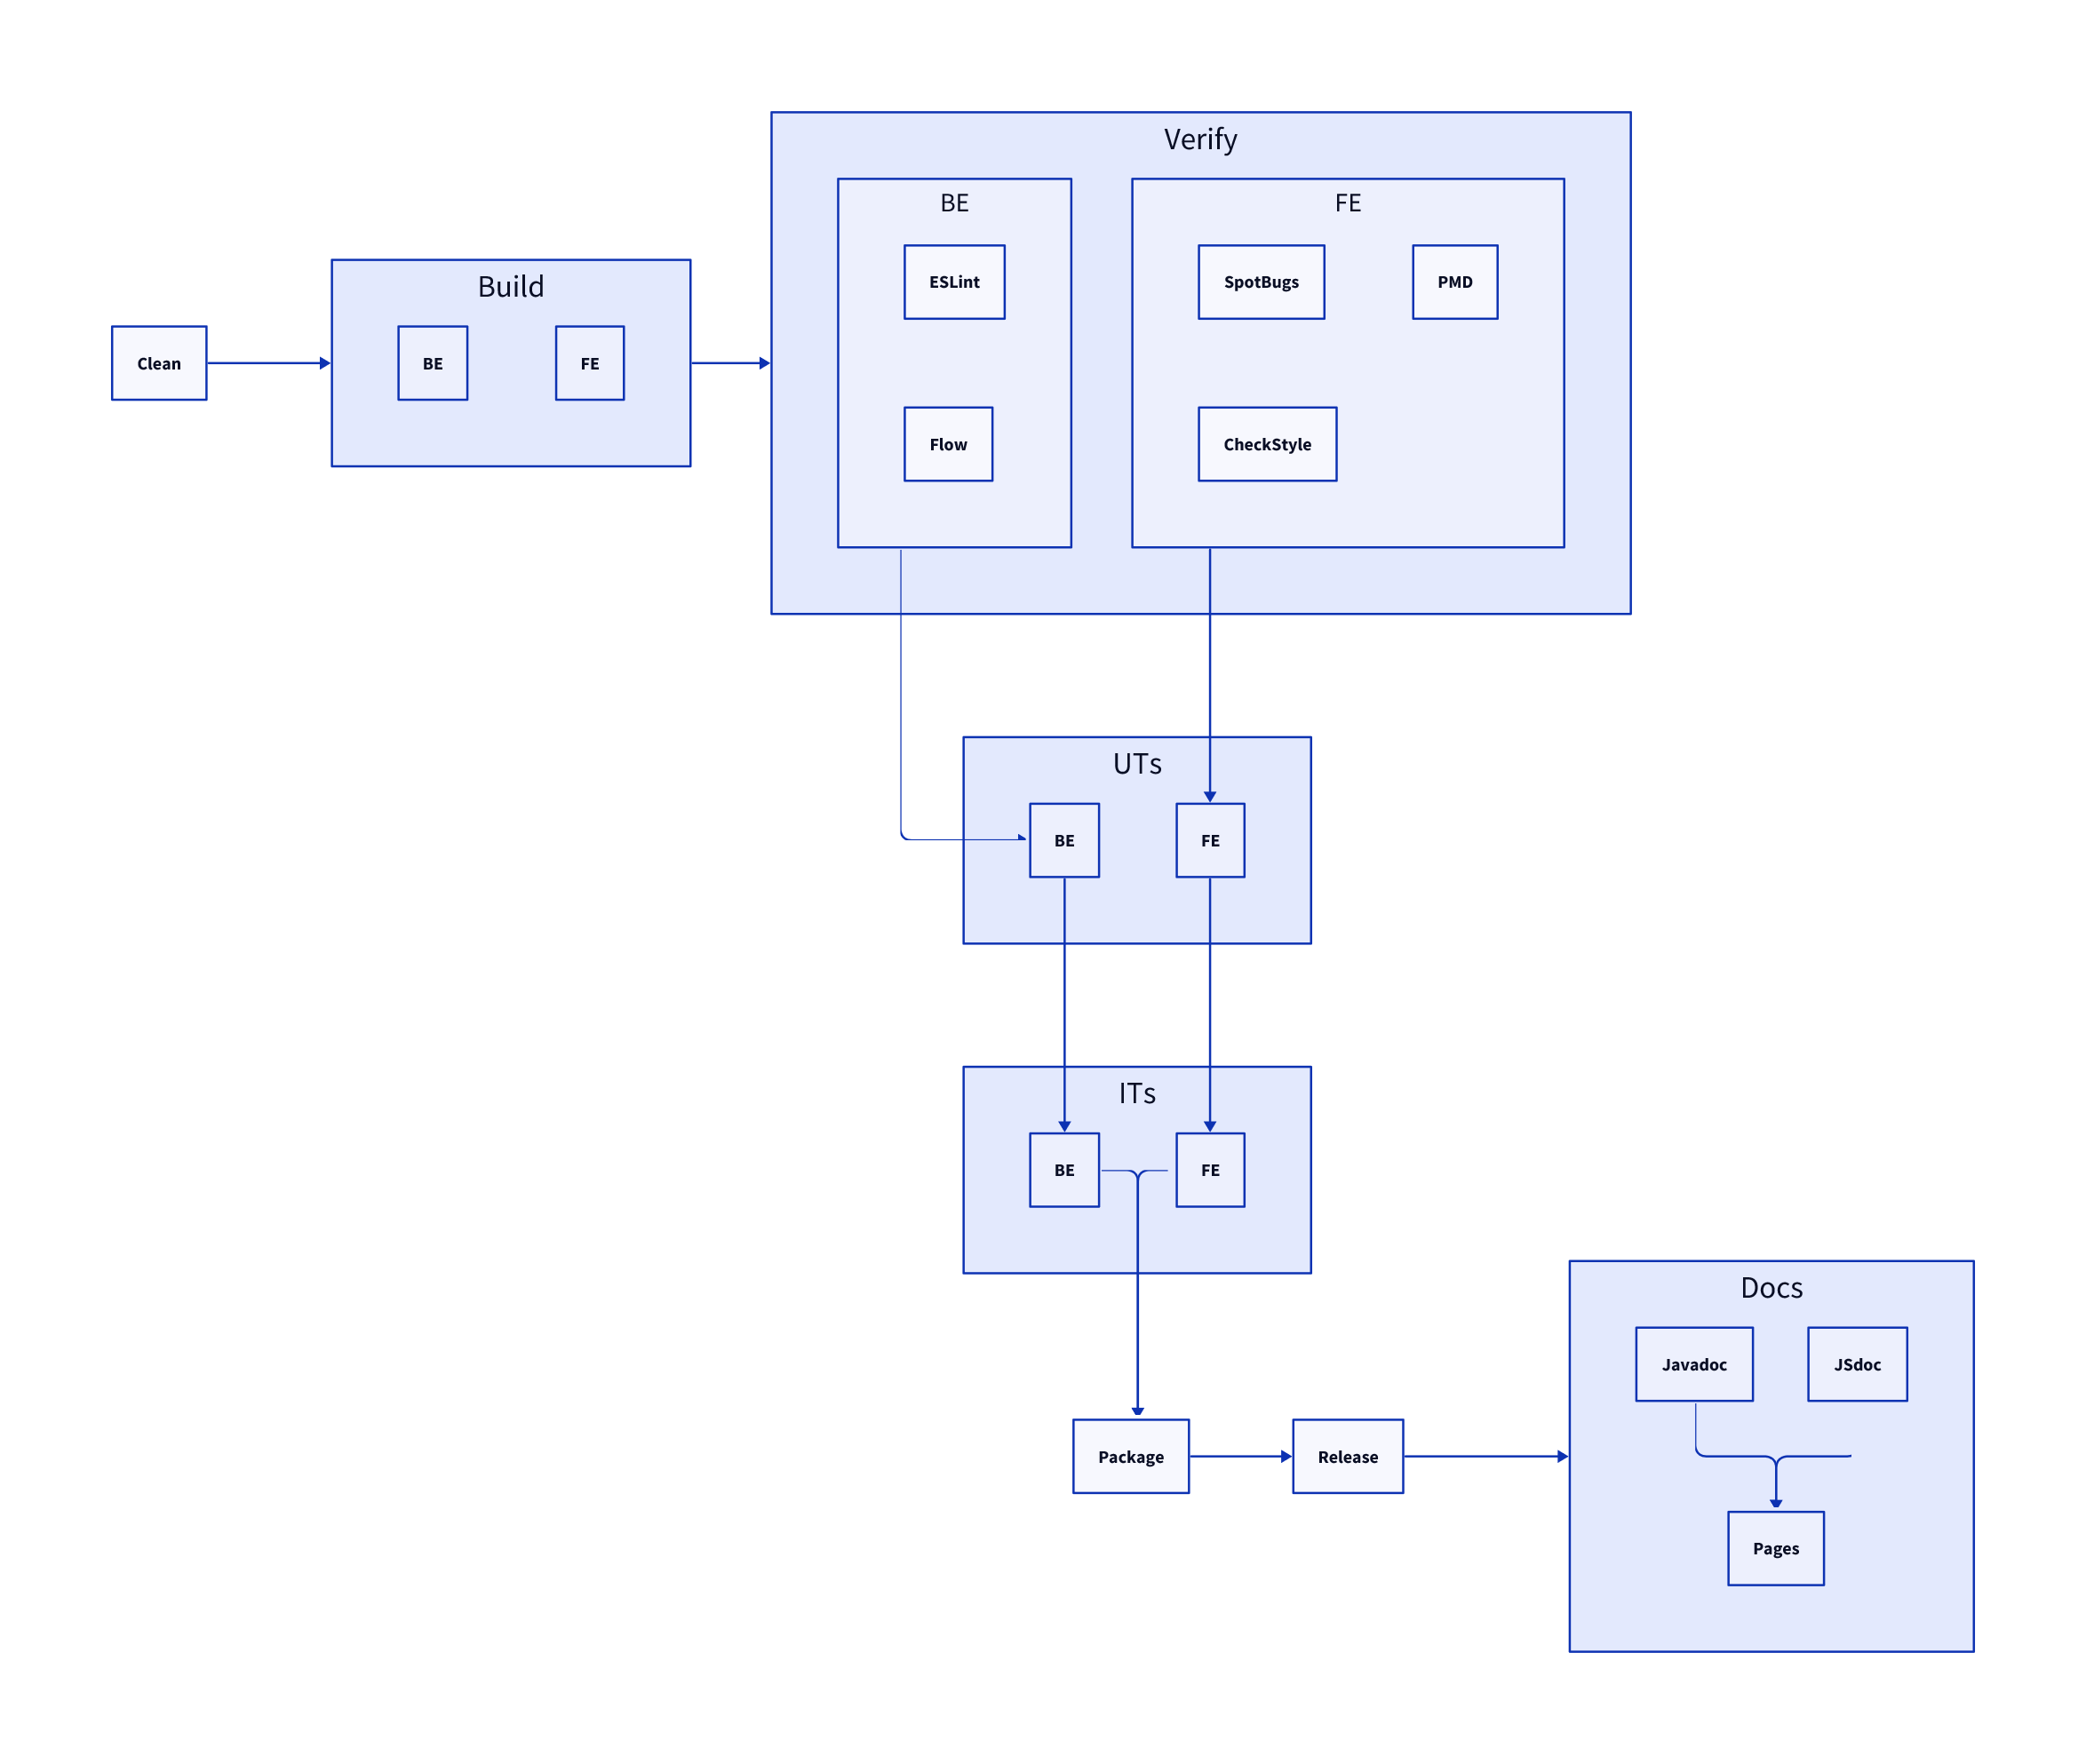 Verify
BE
FE
ESLint
SpotBugs
PMD
Build
Clean
BE
FE
Flow
CheckStyle
UTs
BE
FE
ITs
BE
FE
Docs
Javadoc
JSdoc
Package
Release
Pages